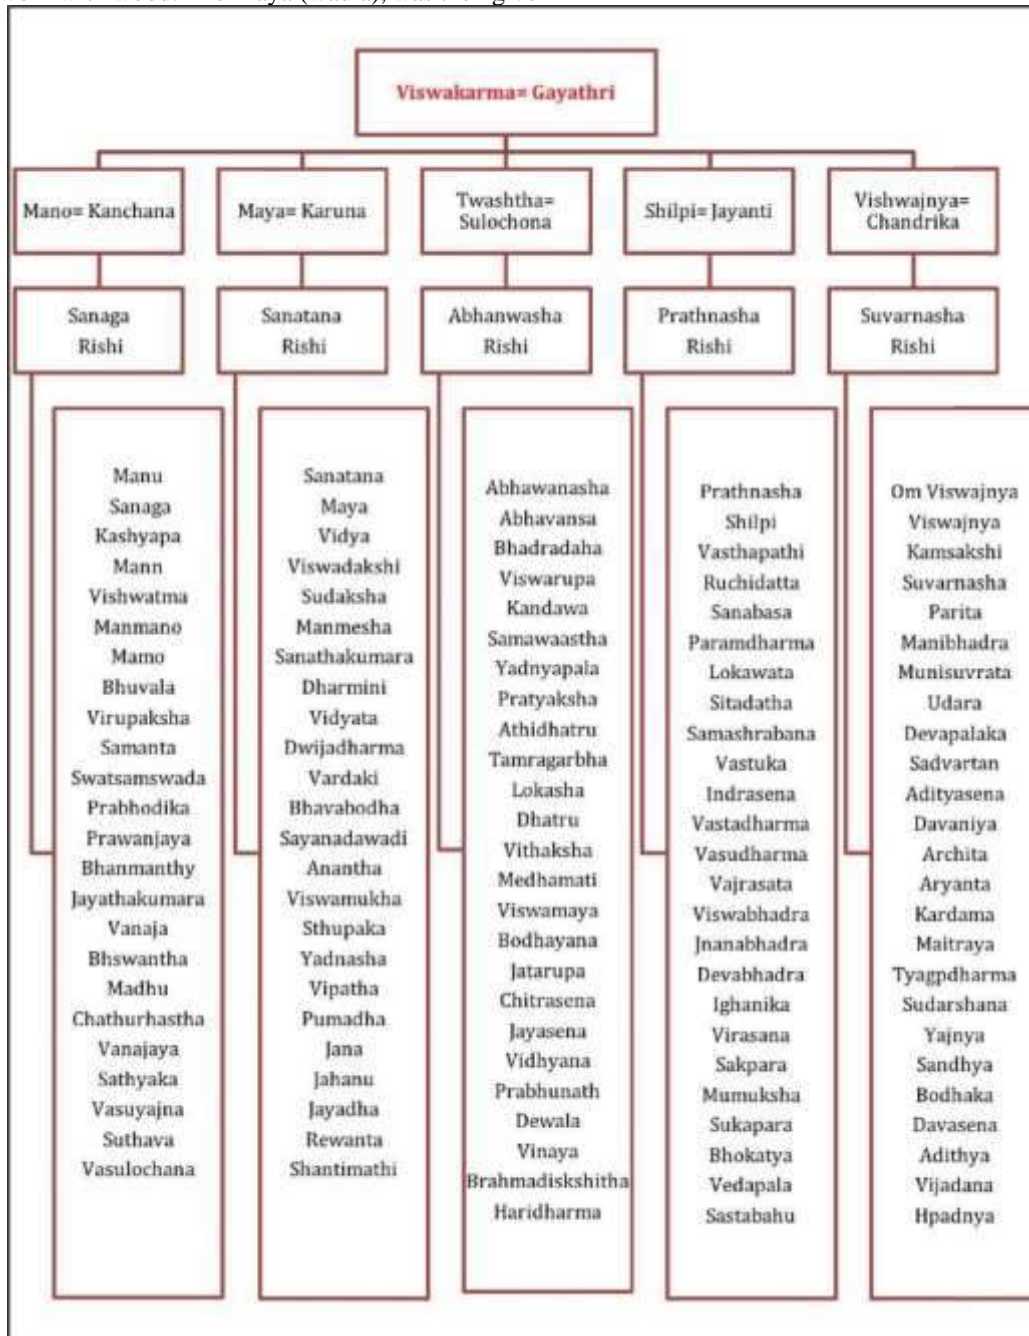 Viswakarma= Gayathri
Mano= Kanchana
Maya= Karuna
Twashtha=
Sulochona
Shilpi= Jayanti
Vishwajnya=
Chandrika
Sanaga
Rishi
Sanatana
Rishi
Abhanwasha
Rishi
Prathnasha
Rishi
Suvarnasha
Rishi
Manu
Sanaga
Kashyapa
Mann
Vishwatma
Manmano
Mamo
Bhuvala
Virupaksha
Samanta
Swatsamswada
Prabhodika
Prawanjaya
Bhanmanthy
Jayathakumara
Vanaja
Bhswantha
Madhu
Chathurhastha
Vanajaya
Sathyaka
Vasuyajna
Suthava
Vasulochana
Sanatana
Maya
Vidya
Viswadakshi
Sudaksha
Manmesha
Sanathakumara
Dharmini
Vidyata
Dwijadharma
Vardaki
Bhavabodha
Sayanadawadi
Anantha
Viswamukha
Sthupaka
Yadnasha
Vipatha
Pumadha
Jana
Jahanu
Jayadha
Rewanta
Shantimathi
Abhawanasha
Abhavansa
Bhadradaha
Viswarupa
Kandawa
Samawaastha
Yadnyapala
Pratyaksha
Athidhatru
Tamragarbha
Lokasha
Dhatru
Vithaksha
Medhamati
Viswamaya
Bodhayana
Jatarupa
Chitrasena
Jayasena
Vidhyana
Prabhunath
Dewala
Vinaya
Brahmadiskshitha
Haridharma
Prathnasha
Shilpi
Vasthapathi
Ruchidatta
Sanabasa
Paramdharma
Lokawata
Sitadatha
Samashrabana
Vastuka
Indrasena
Vastadharma
Vasudharma
Vajrasata
Viswabhadra
Jnanabhadra
Devabhadra
Ighanika
Virasana
Sakpara
Mumuksha
Sukapara
Bhokatya
Vedapala
Sastabahu
Om Viswajnya
Viswajnya
Kamsakshi
Suvarnasha
Parita
Manibhadra
Munisuvrata
Udara
Devapalaka
Sadvartan
Adityasena
Davaniya
Archita
Aryanta
Kardama
Maitraya
Tyagpdharma
Sudarshana
Yajnya
Sandhya
Bodhaka
Davasena
Adithya
Vijadana
Hpadnya